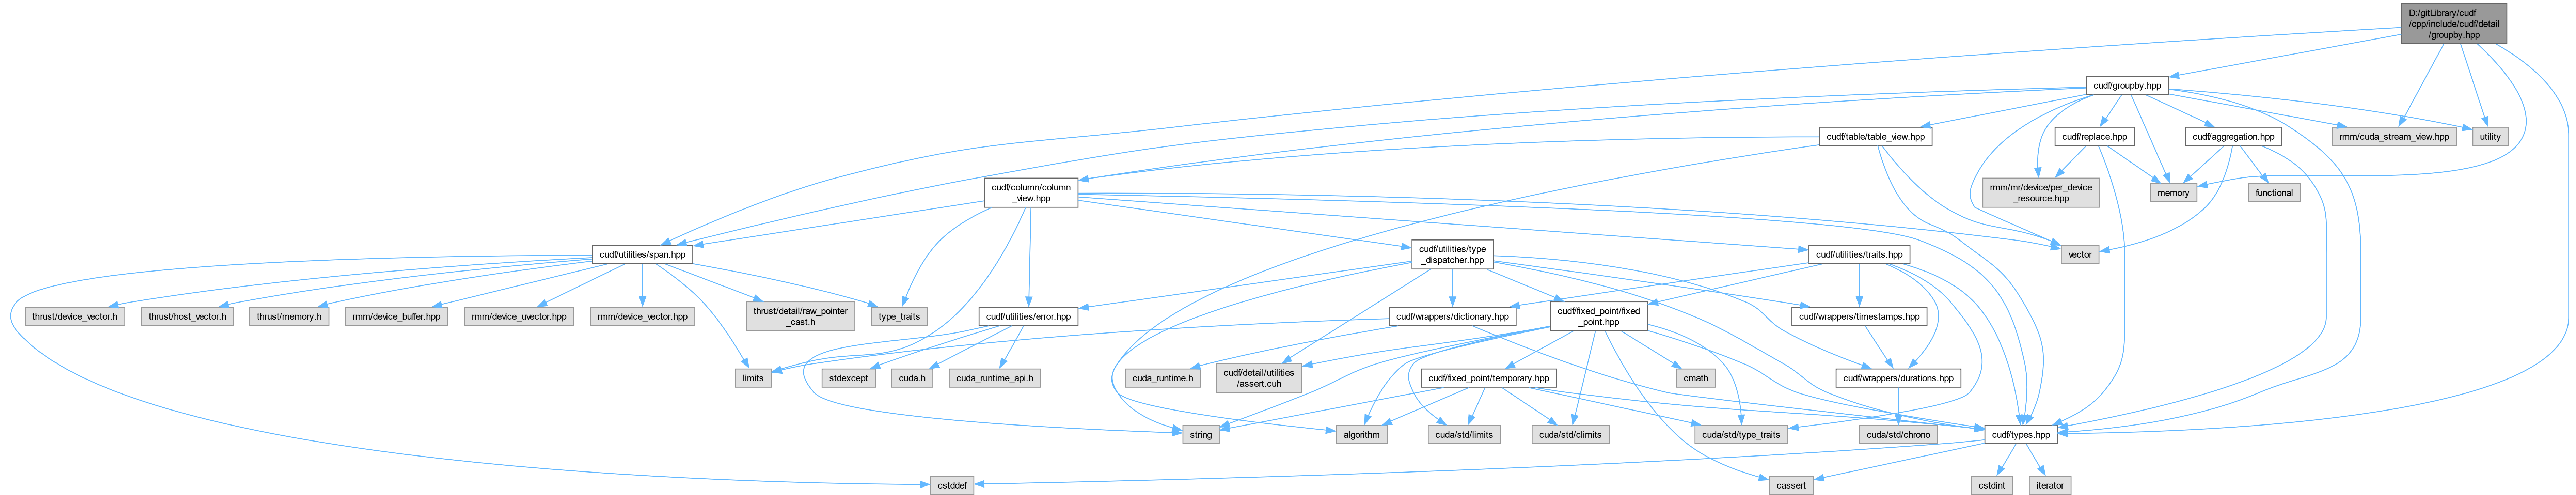 D:/gitLibrary/cudf
/cpp/include/cudf/detail
/groupby.hpp
cudf/groupby.hpp
cudf/table/table_view.hpp
cudf/replace.hpp
cudf/aggregation.hpp
rmm/cuda_stream_view.hpp
utility
cudf/column/column
_view.hpp
rmm/mr/device/per_device
_resource.hpp
memory
functional
cudf/utilities/span.hpp
cudf/utilities/type
_dispatcher.hpp
cudf/utilities/traits.hpp
vector
thrust/device_vector.h
thrust/host_vector.h
thrust/memory.h
rmm/device_buffer.hpp
rmm/device_uvector.hpp
rmm/device_vector.hpp
thrust/detail/raw_pointer
_cast.h
type_traits
cudf/utilities/error.hpp
cudf/wrappers/dictionary.hpp
cudf/fixed_point/fixed
_point.hpp
cudf/wrappers/timestamps.hpp
limits
stdexcept
cuda.h
cuda_runtime_api.h
cuda_runtime.h
cudf/detail/utilities
/assert.cuh
cudf/fixed_point/temporary.hpp
cmath
cudf/wrappers/durations.hpp
string
algorithm
cuda/std/limits
cuda/std/climits
cuda/std/type_traits
cuda/std/chrono
cudf/types.hpp
cstddef
cassert
cstdint
iterator